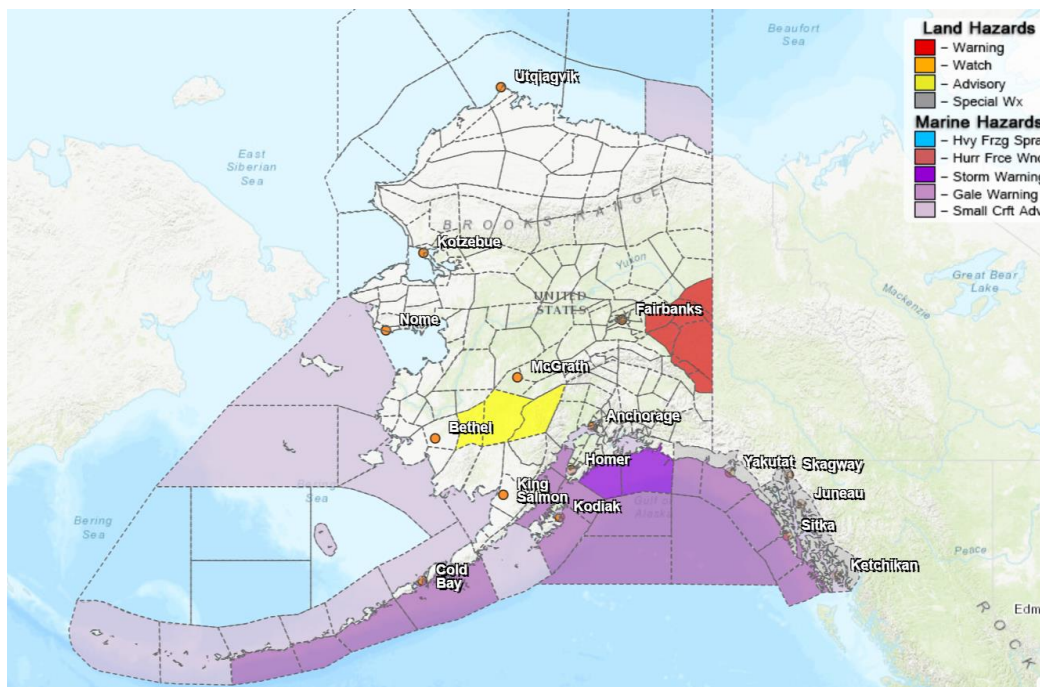 Land Hazards
– Warning
– Watch
– Advisory
– Special Wx
Marine Hazards
– Hvy Frzg Spra
– Hurr Frce Wnd
– Storm Warning
– Gale Warning
– Small Crft Adv
Beaufort
Sea
Utqiagvik
East
Siberian
Sea
BROOKS RANGE
Kotzebue
Yukon
Great Bear
Lake
Mackenzie
UNITED
STATES
Fairbanks
Nome
McGrath
Anchorage
Bethel
Homer
Yakutat
Skagway
King
Salmon
Juneau
Bering
Sea
Sea
Kodiak
Alaska
Sitka
Peace
Cold
Bay
Ketchikan
Edm
ROCK